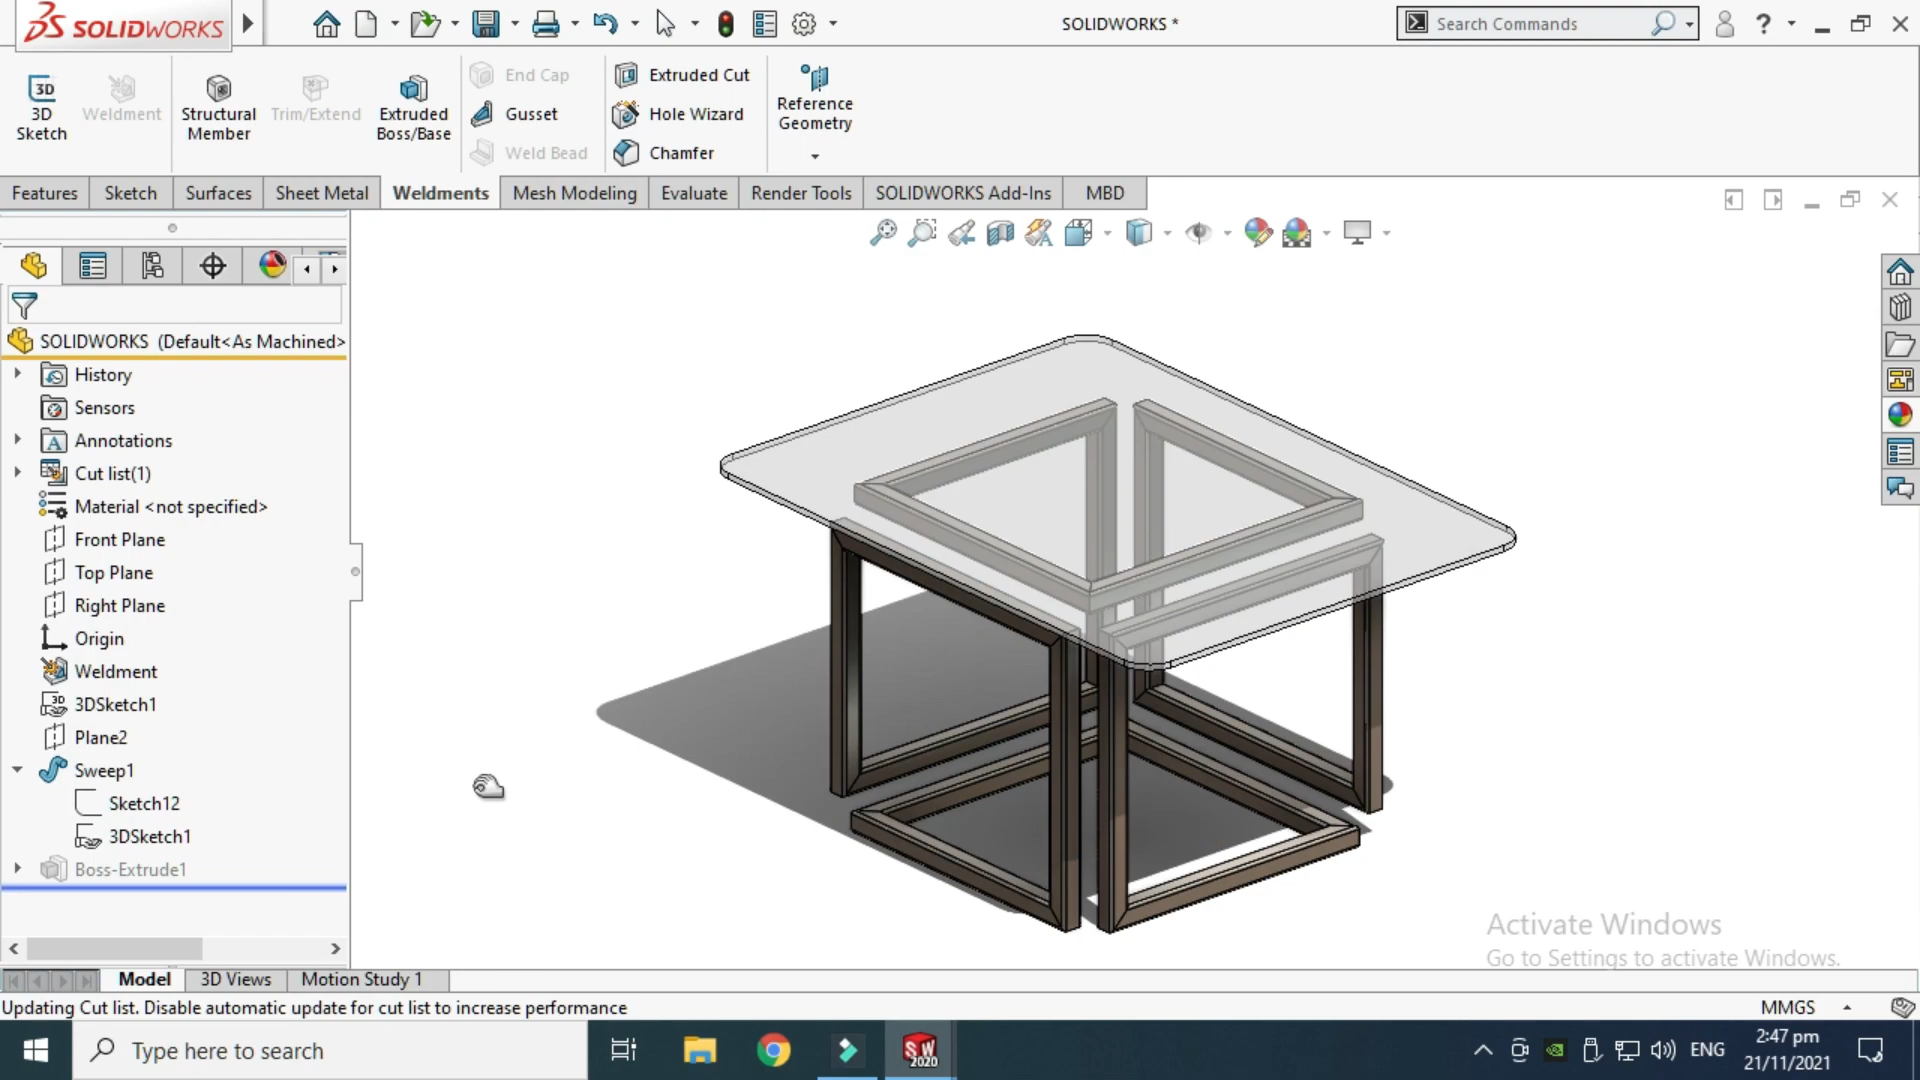 SOLIDWORKS
SOLIDWORKS *
Search Commands
3D Sketch
Weldment
Structural Member
Trim/Extend
Extruded Boss/Base
End Cap
Gusset
Weld Bead
Extruded Cut
Hole Wizard
Chamfer
Reference Geometry
Features
Sketch
Surfaces
Sheet Metal
Weldments
Mesh Modeling
Evaluate
Render Tools
SOLIDWORKS Add-Ins
MBD
SOLIDWORKS (Default<As Machined>
History
Sensors
Annotations
Cut list(1)
Material <not specified>
Front Plane
Top Plane
Right Plane
Origin
Weldment
3DSketch1
Plane2
Sweep1
Sketch12
3DSketch1
Boss-Extrude1
Activate Windows
Go to Settings to activate Windows.
Model
3D Views
Motion Study 1
Updating Cut list. Disable automatic update for cut list to increase performance
MMGS
Type here to search
SW 2020
ENG
2:47 pm
21/11/2021